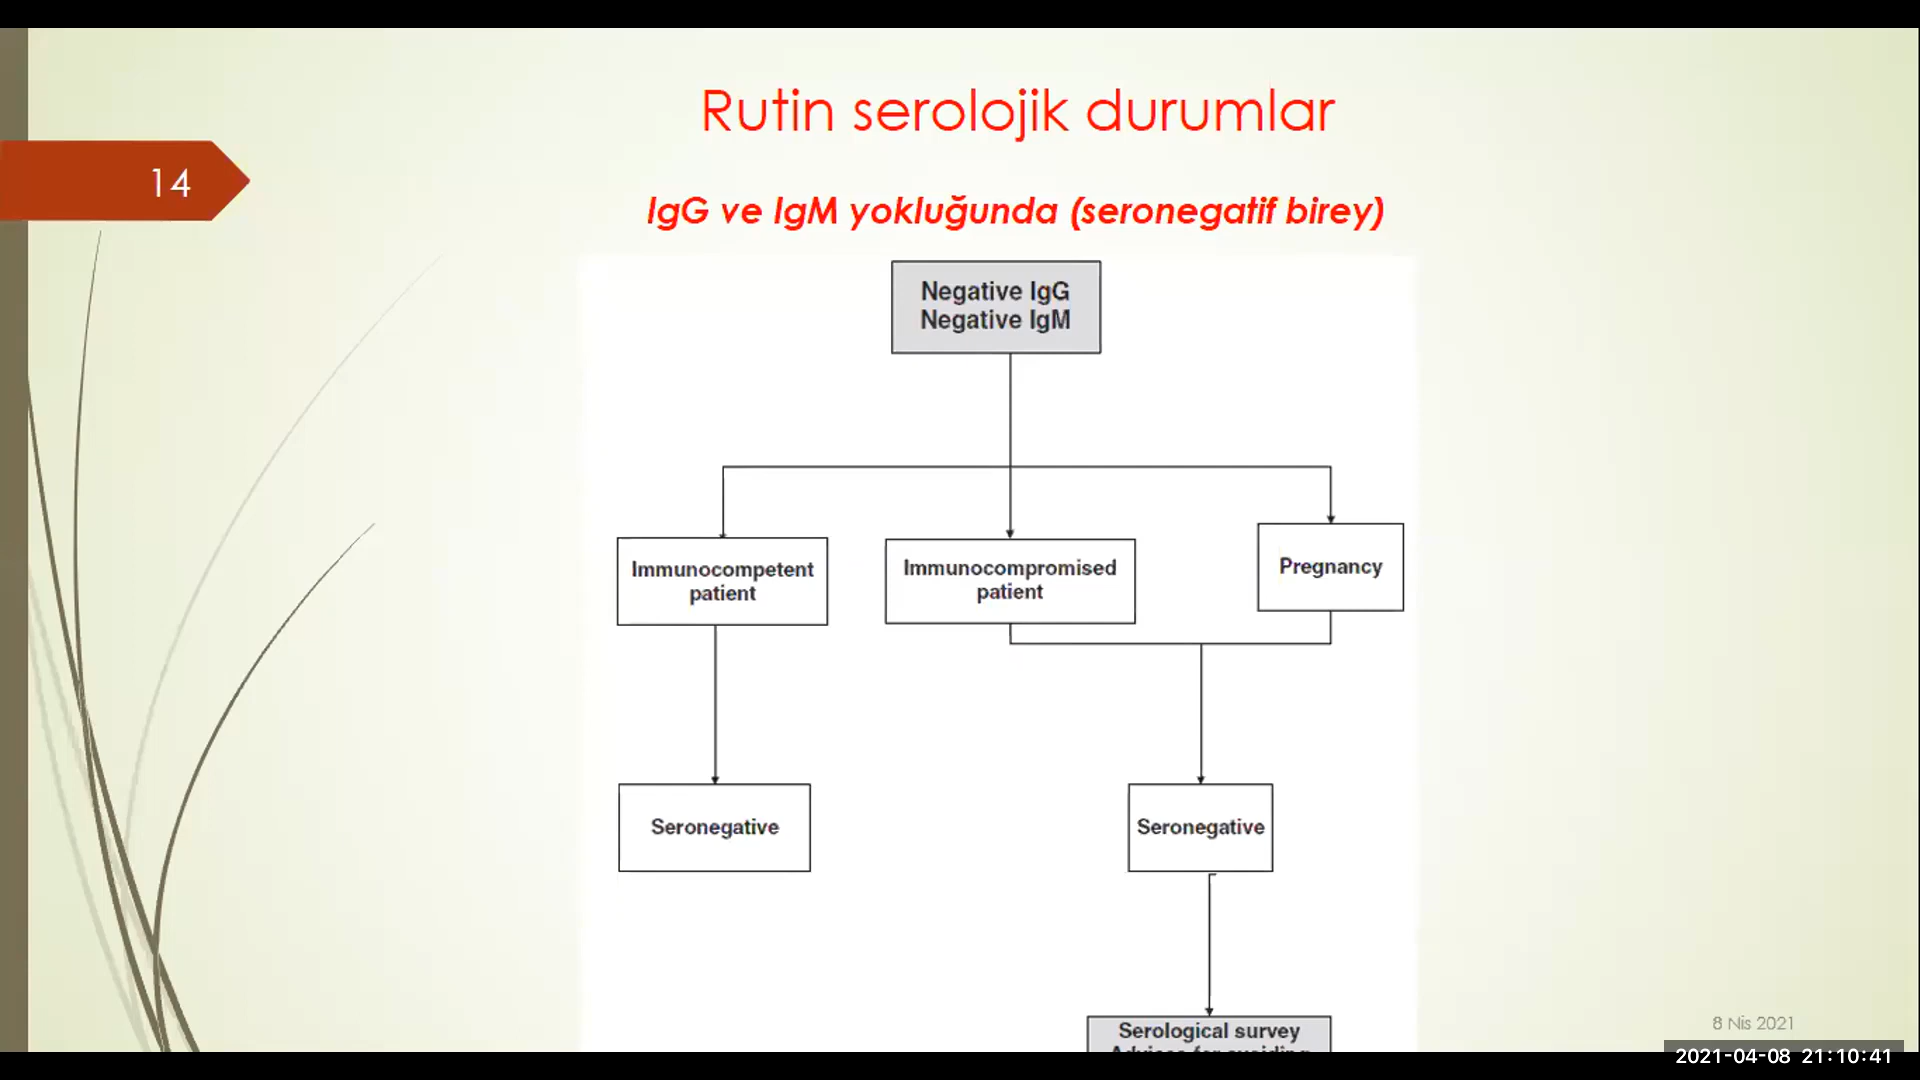 Rutin serolojik durumlar
14
IgG ve IgM yokluğunda (seronegatif birey)
Negative IgG
Negative IgM
Immunocompetent
patient
Immunocompromised
patient
Pregnancy
Seronegative
Seronegative
Serological survey
8 Nis 2021
2021-04-08 21:10:41